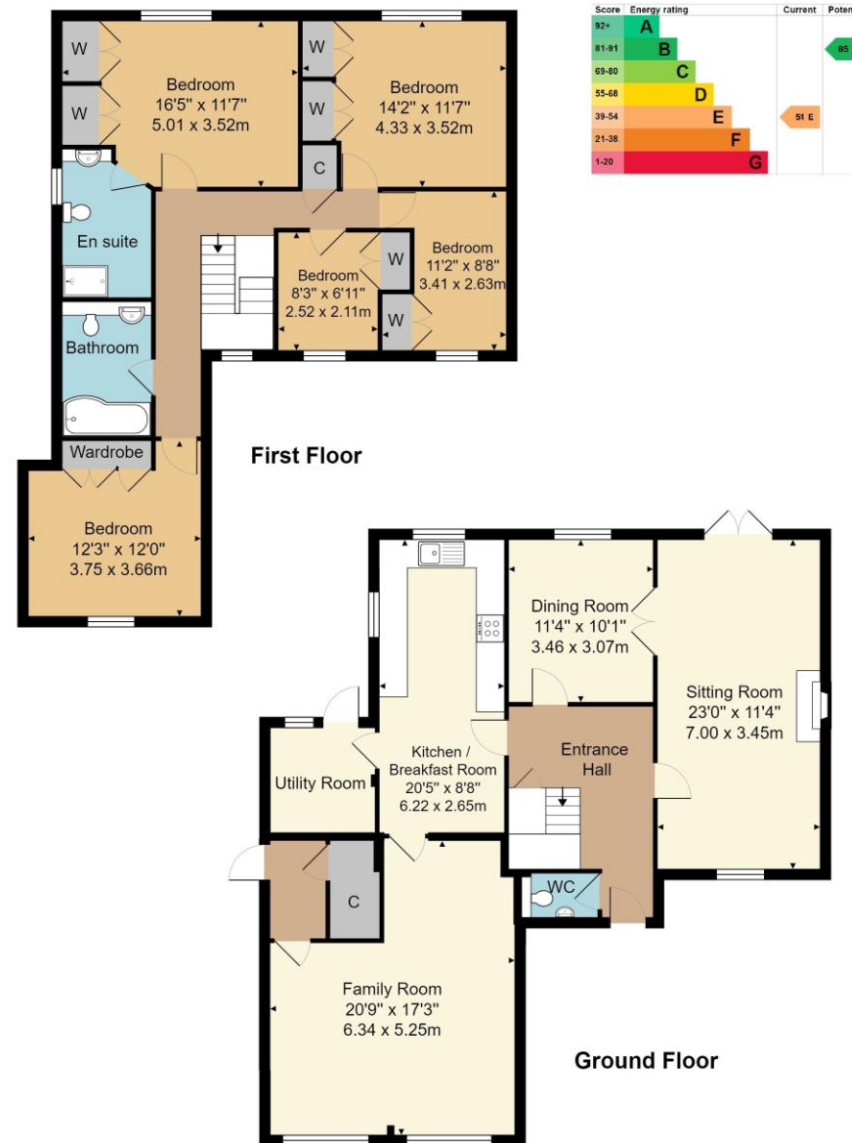 W
W
Bedroom
16'5" x 11'7"
5.01 x 3.52m
W
W
Bedroom
14'2" x 11'7"
4.33 x 3.52m
C
En suite
Bedroom
8'3" x 6'11"
2.52 x 2.11m
W
W
Bedroom
11'2" x 8'8"
3.41 x 2.63m
Bathroom
Wardrobe
Bedroom
12'3" x 12'0"
3.75 x 3.66m
First Floor
Score Energy rating Current Poten
92+ A
81-91 B 85
69-80 C
55-68 D
39-54 E 51 E
21-38 F
1-20 G
Dining Room
11'4" x 10'1"
3.46 x 3.07m
Sitting Room
23'0" x 11'4"
7.00 x 3.45m
Kitchen /
Breakfast Room
20'5" x 8'8"
6.22 x 2.65m
Entrance
Hall
Utility Room
C
WC
Family Room
20'9" x 17'3"
6.34 x 5.25m
Ground Floor